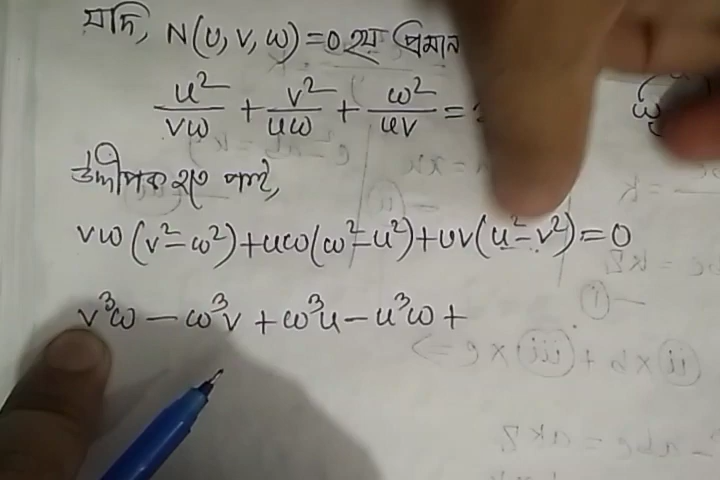 যদি, N(u, v, ω) = 0 হয় প্রমান
u²/vω + v²/uω + ω²/uv =
উদ্দীপক হতে পাই,
vω(v²-ω²)+uω(ω²-u²)+uv(u²-v²)=0
v³ω - ω³v + ω³u - u³ω +